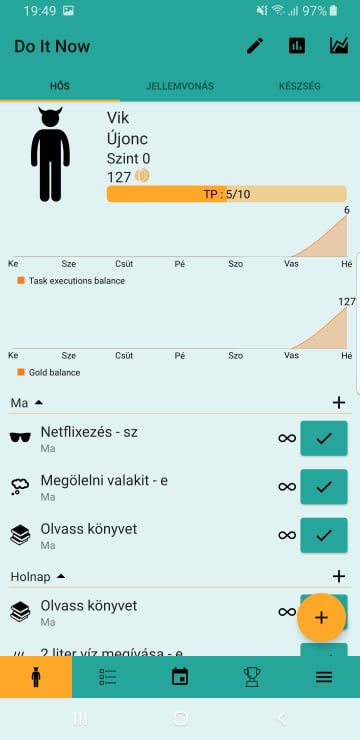 19:49 97%
Do It Now
HŐS JELLEMVONÁS KÉSZSÉG
Vik
Újonc
Szint 0
127
TP : 5/10
6
Ke Sze Csüt Pé Szo Vas Hé
Task executions balance
127
Ke Sze Csüt Pé Szo Vas Hé
Gold balance
Ma
Netflixezés - sz
Ma
Megölelni valakit - e
Ma
Olvass könyvet
Ma
Holnap
Olvass könyvet
Ma
2 liter víz megívása - e